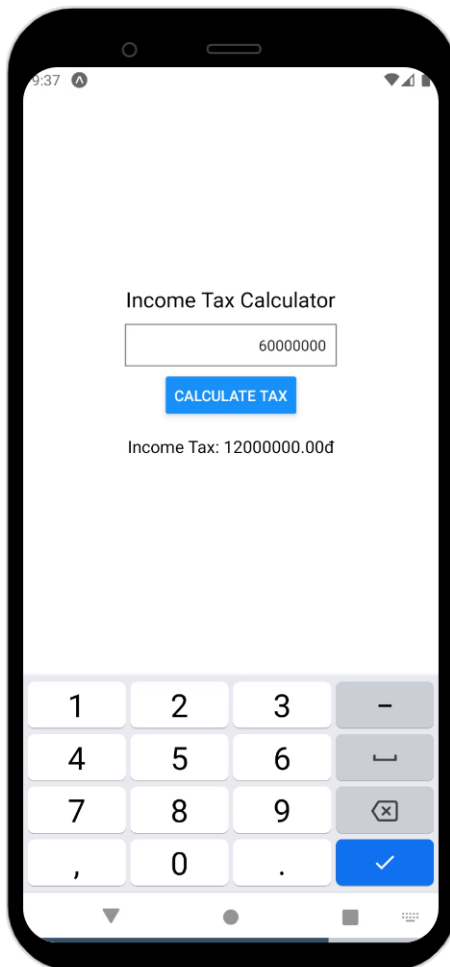 9:37
Income Tax Calculator
60000000
CALCULATE TAX
Income Tax: 12000000.00đ
1 2 3 –
4 5 6
7 8 9
, 0 .